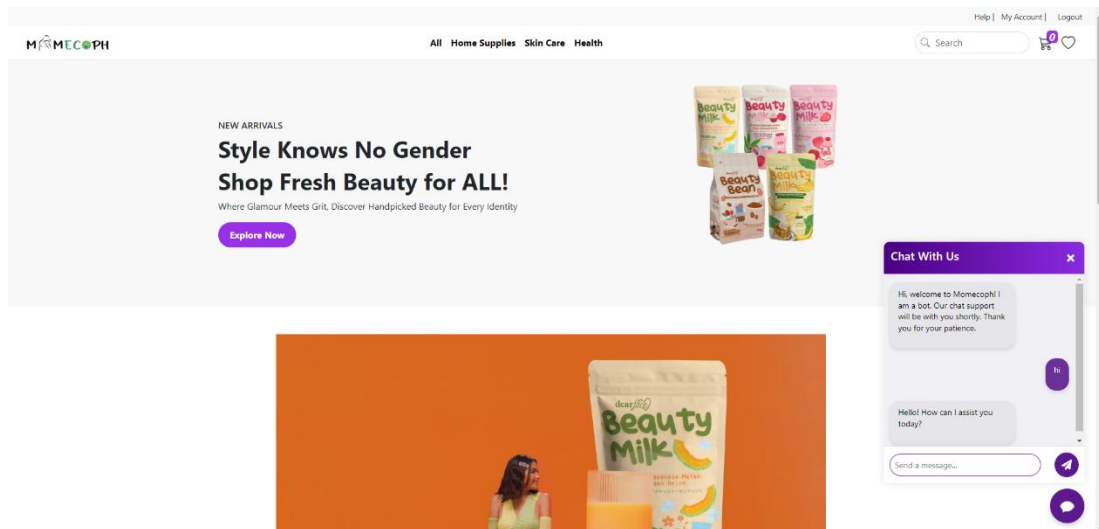 Help | My Account | Logout
MOMECOPH
All Home Supplies Skin Care Health
Search
0
NEW ARRIVALS
Style Knows No Gender
Shop Fresh Beauty for ALL!
Where Glamour Meets Grit, Discover Handpicked Beauty for Every Identity
Explore Now
Beauty
Milk
Beauty
Milk
Beauty
Milk
Beauty
Bean
Beauty
Milk
dear face
Beauty
Milk
Chat With Us
×
Hi, welcome to Momecoph! I
am a bot. Our chat support
will be with you shortly. Thank
you for your patience.
hi
Hello! How can I assist you
today?
Send a message...